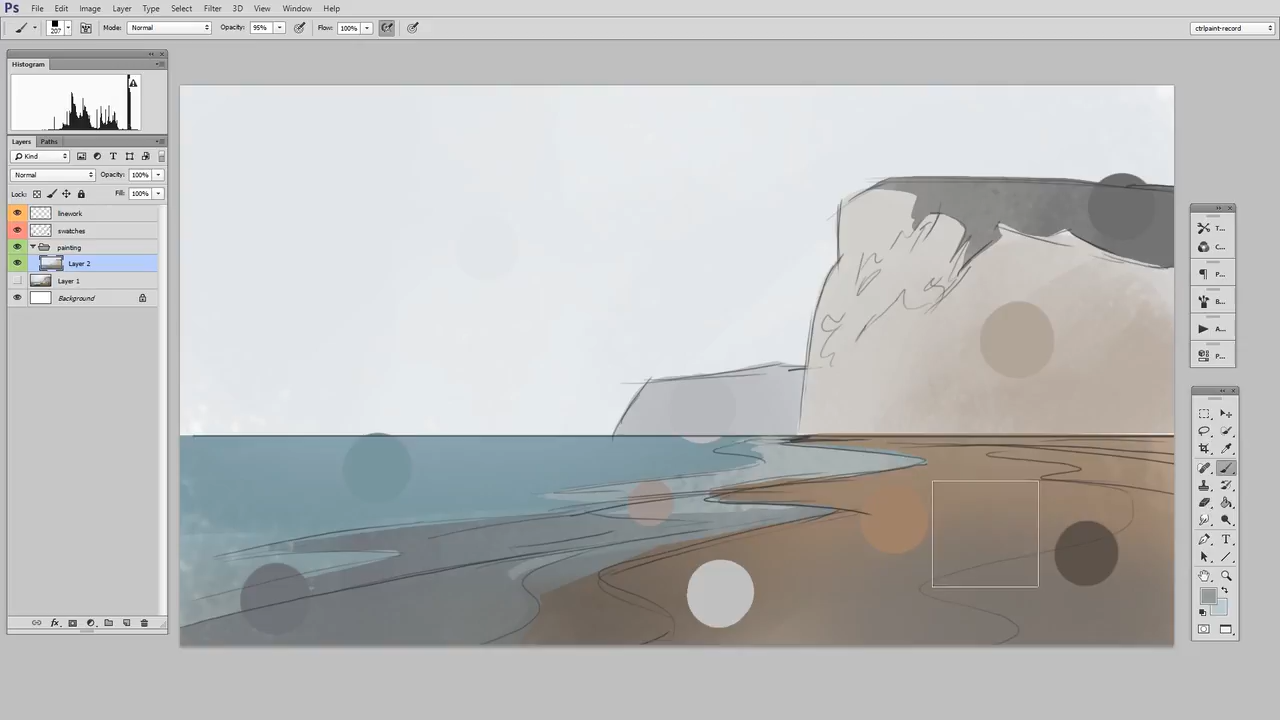 Ps File Edit Image Layer Type Select Filter 3D View Window Help
207 Mode: Normal Opacity: 95% Flow: 100% ctrlpaint-record
Histogram
Layers Paths
Kind T
Normal Opacity: 100%
Lock: Fill: 100%
linework
swatches
painting
Layer 2
Layer 1
Background
fx
T...
C...
P...
B...
A...
P...
T